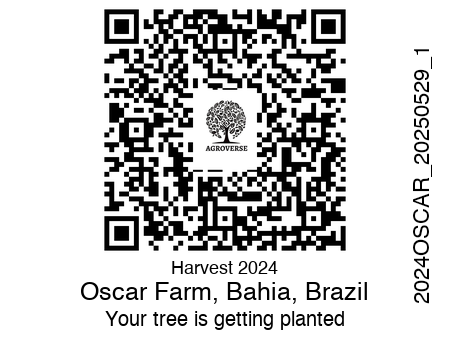 AGROVERSE
Harvest 2024
Oscar Farm, Bahia, Brazil
Your tree is getting planted
2024OSCAR_20250529_1